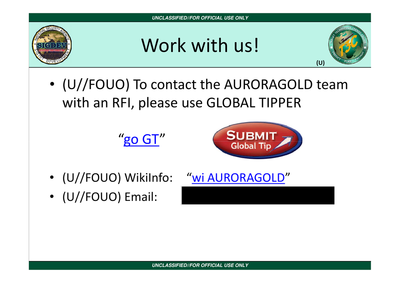 UNCLASSIFIED//FOR OFFICIAL USE ONLY
SIGDEV
Work with us!
(U)
• (U//FOUO) To contact the AURORAGOLD team
with an RFI, please use GLOBAL TIPPER
“go GT”
SUBMIT
Global Tip
• (U//FOUO) WikiInfo: “wi AURORAGOLD”
• (U//FOUO) Email:
UNCLASSIFIED//FOR OFFICIAL USE ONLY